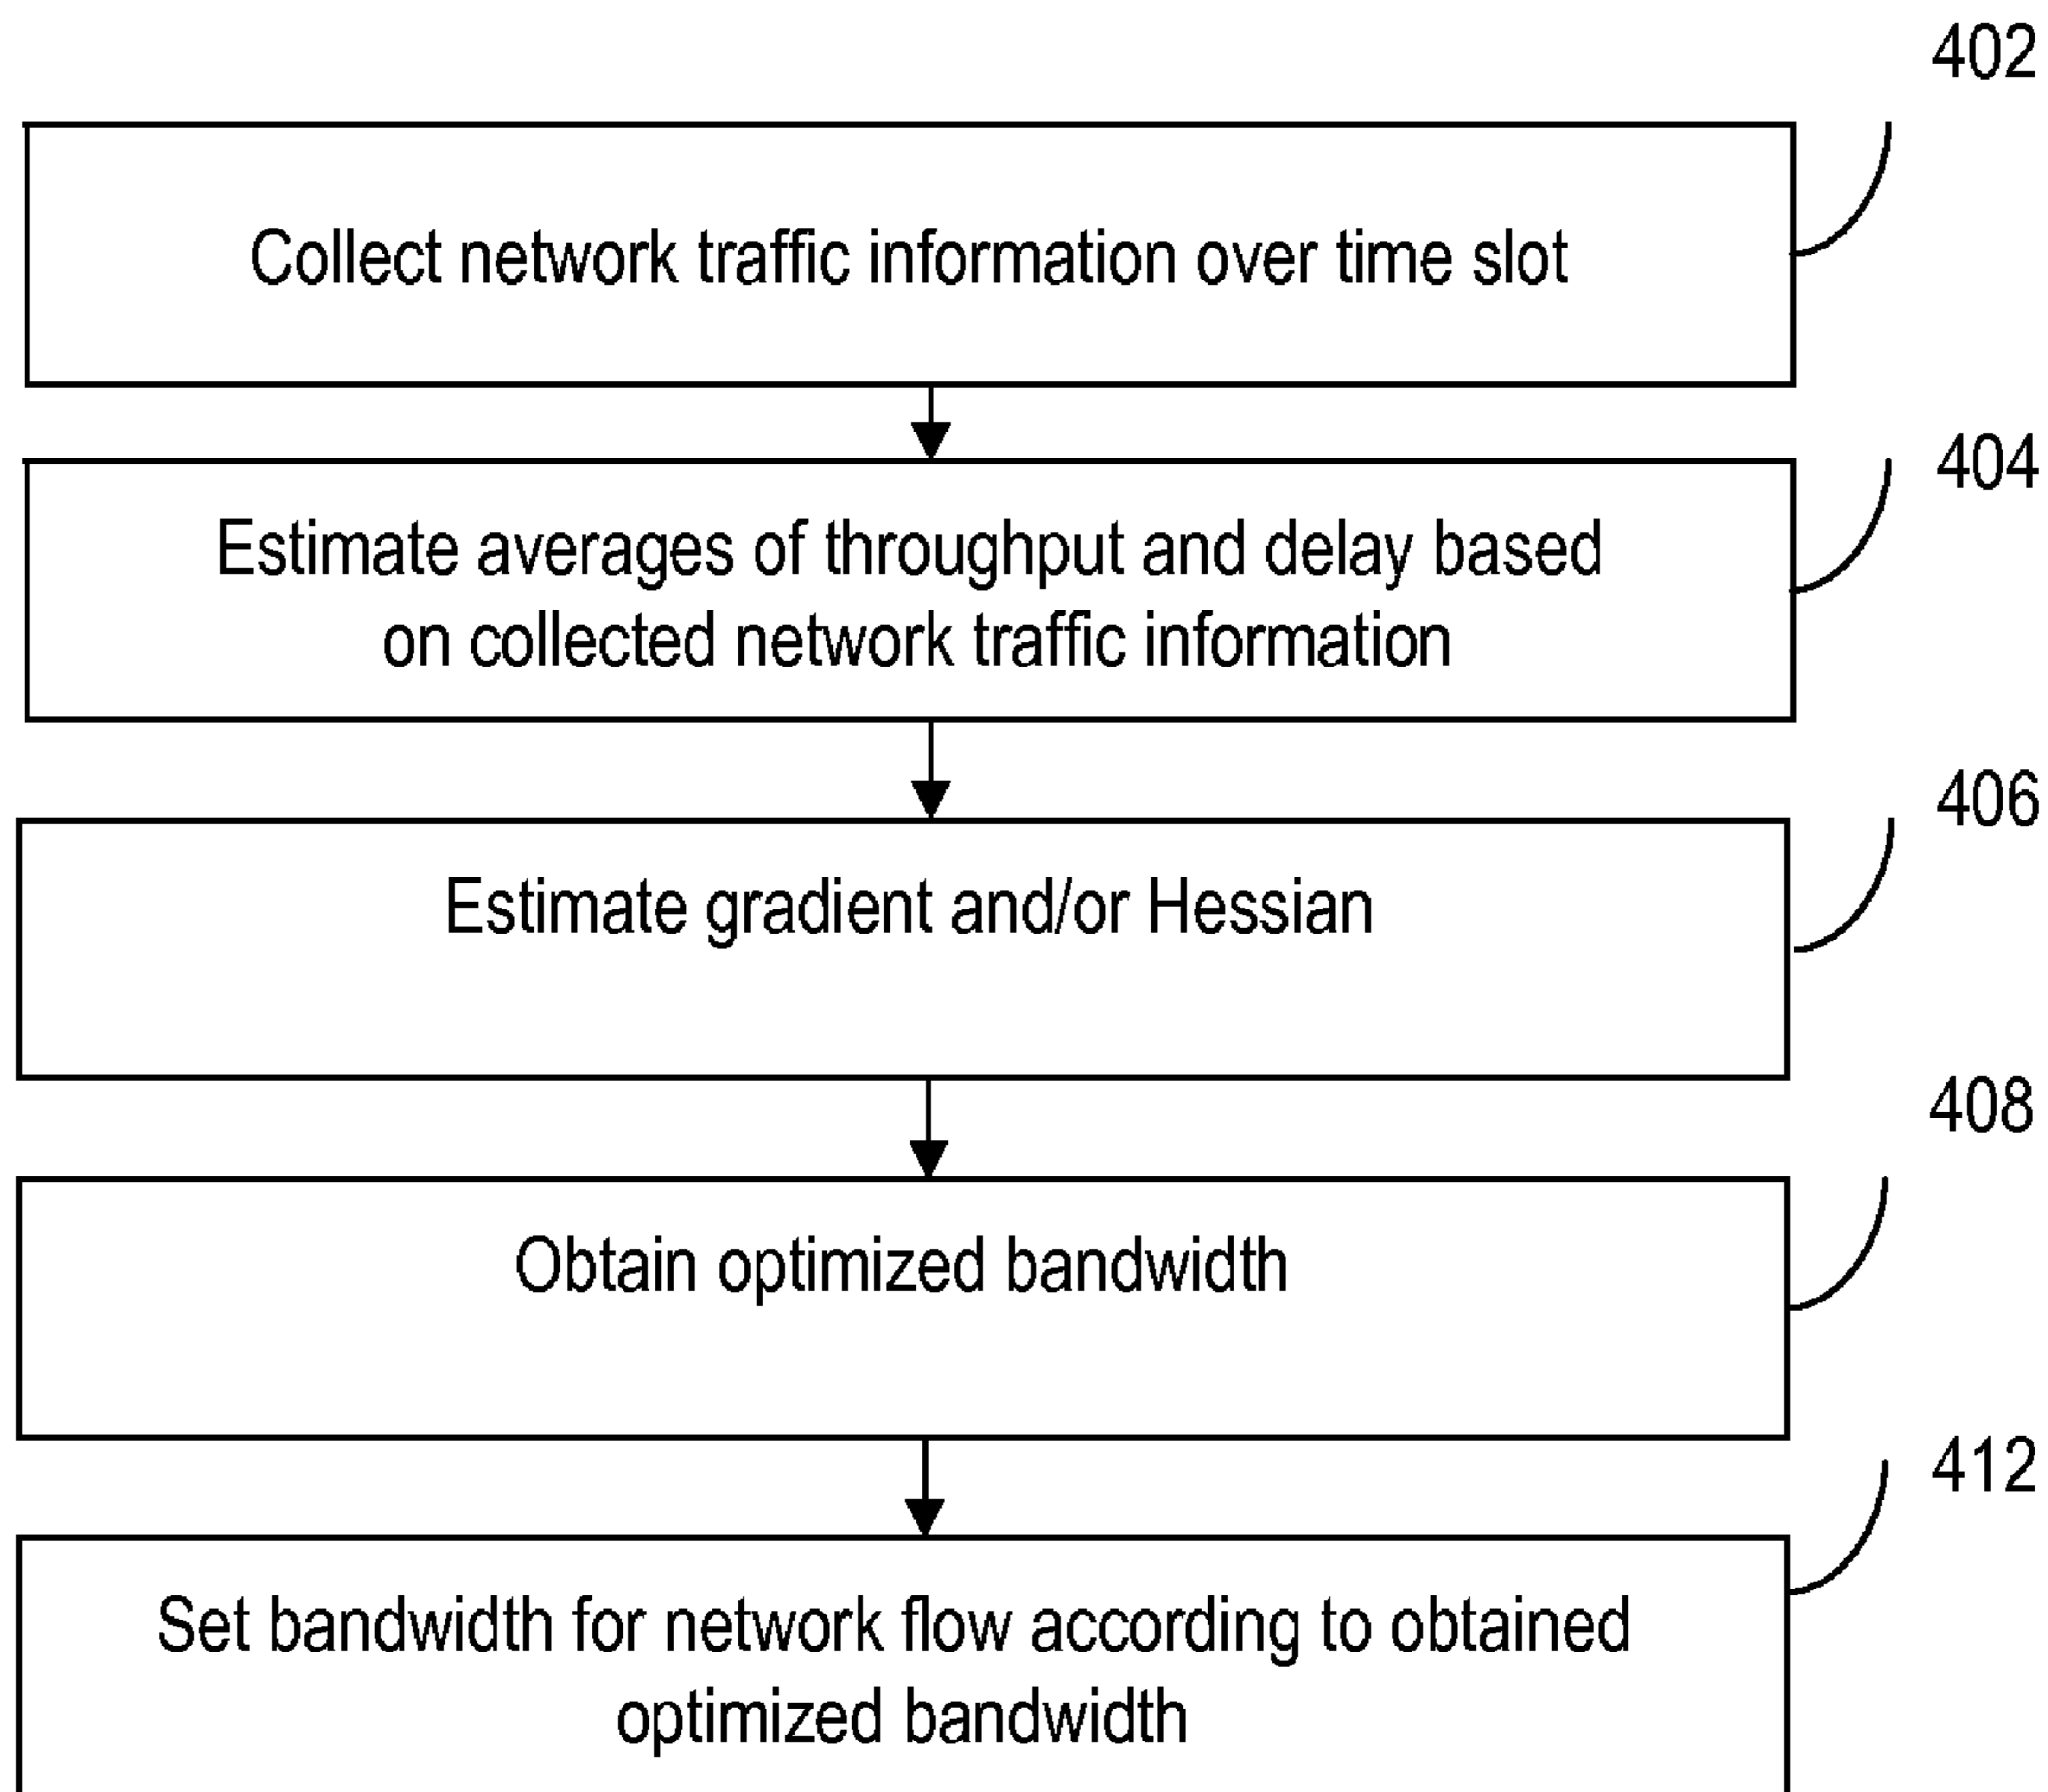 402
Collect network traffic information over time slot
404
Estimate averages of throughput and delay based
on collected network traffic information
406
Estimate gradient and/or Hessian
408
Obtain optimized bandwidth
412
Set bandwidth for network flow according to obtained
optimized bandwidth